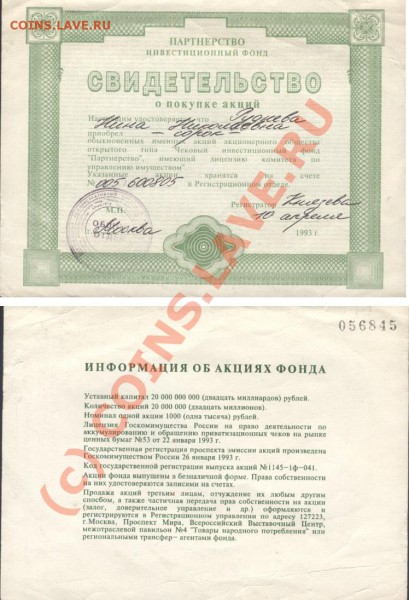 COINS.LAVE.RU
ПАРТНЕРСТВО
ИНВЕСТИЦИОННЫЙ ФОНД
СВИДЕТЕЛЬСТВО
о покупке акций
Настоящим удостоверяется что
Нина Николаевна
приобрел сорок
обыкновенных именных акций акционерного общества
открытого типа Чековый инвестиционный фонд
"Партнерство", имеющий лицензию комитета по
управлению имуществом.
Указанные акции хранятся на счете
№ 005-600805 в Регистрационном отделе.
М.П.
Москва
Регистратор
10 апреля
1993 г.
056845
ИНФОРМАЦИЯ ОБ АКЦИЯХ ФОНДА
Уставный капитал 20 000 000 000 (двадцать миллиардов) рублей.
Количество акций 20 000 000 (двадцать миллионов).
Номинал одной акции 1000 (одна тысяча) рублей.
Лицензия Госкомимущества России на право деятельности по
аккумулированию и обращению приватизационных чеков на рынке
ценных бумаг №53 от 22 января 1993 г.
Государственная регистрация проспекта эмиссии акций произведена
Госкомимуществом России 26 января 1993 г.
Код государственной регистрации выпуска акций №1145-1ф-041.
Акции фонда выпущены в безналичной форме. Права собственности
на них удостоверяются записями на счетах.
Продажа акций третьим лицам, отчуждение их любым другим
способом, а также частичная передача прав собственности на акции
(залог, доверительное управление и др.) оформляются и
регистрируются в Регистрационном управлении по адресу 127223,
г.Москва, Проспект Мира, Всероссийский Выставочный Центр,
межотраслевой павильон №4 "Товары народного потребления" или
региональными трансфер-агентами фонда.
(c) COINS.LAVE.RU